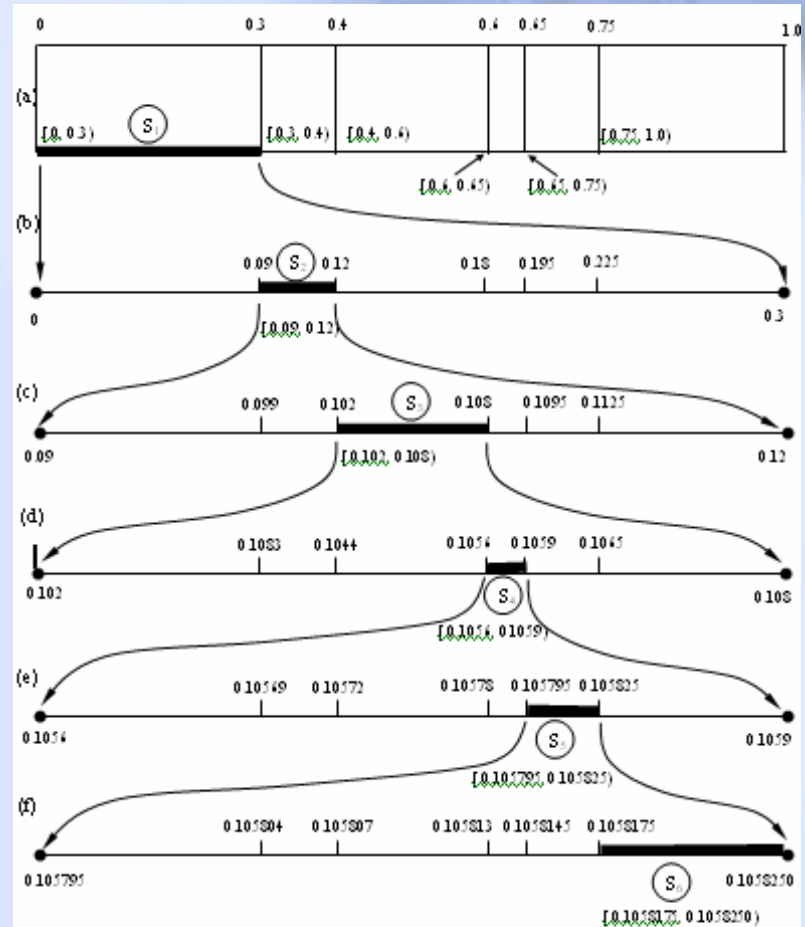 0 0.3 0.4 0.6 0.65 0.75 1.0
(a)
S1
[0, 0.3) [0.3, 0.4) [0.4, 0.6) [0.75, 1.0)
[0.6, 0.65) [0.65, 0.75)
(b)
0.09 S2 0.12 0.18 0.195 0.225
0 0.3
[0.09, 0.12)
(c)
0.099 0.102 S3 0.108 0.1095 0.1125
0.09 0.12
[0.102, 0.108)
(d)
0.1083 0.1044 0.1056 0.1059 0.1065
0.102 0.108
S4
[0.1056, 0.1059)
(e)
0.10569 0.10572 0.10578 0.105795 0.105825
0.1056 0.1059
S5
[0.105795, 0.105825)
(f)
0.105804 0.105807 0.105813 0.1058145 0.1058175
0.105795 0.1058250
S6
[0.1058175, 0.1058250)